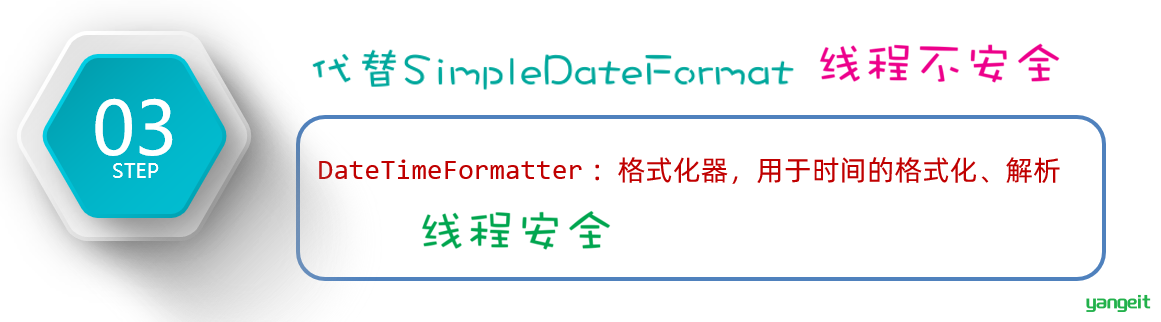 03
STEP
代替SimpleDateFormat 线程不安全
DateTimeFormatter：格式化器，用于时间的格式化、解析
线程安全
yangeit